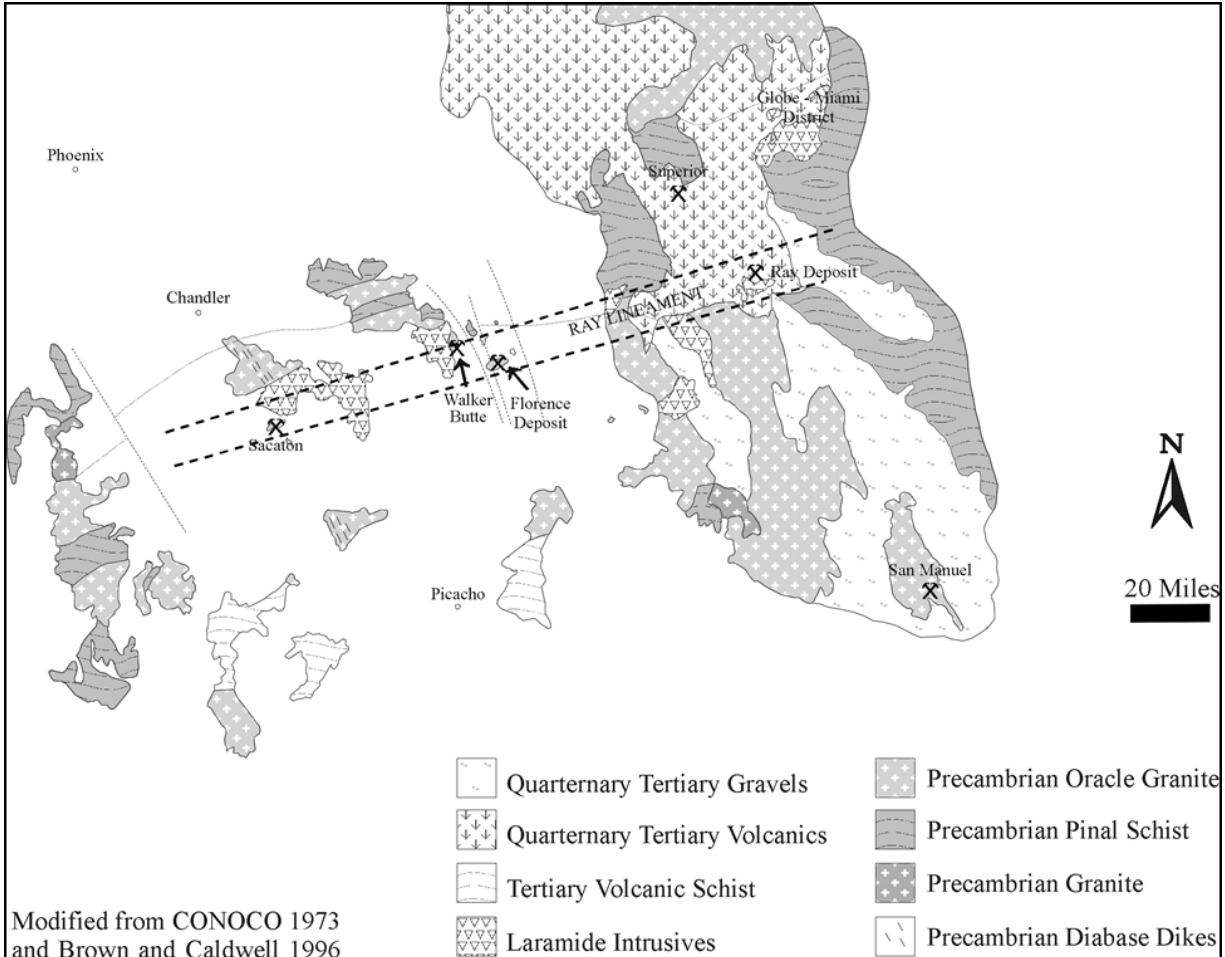 Globe - Miami
District
Phoenix
Superior
Ray Deposit
Chandler
RAY LINEAMENT
Walker
Butte
Florence
Deposit
Sacaton
N
San Manuel
Picacho
20 Miles
Quarternary Tertiary Gravels
Quarternary Tertiary Volcanics
Tertiary Volcanic Schist
Laramide Intrusives
Precambrian Oracle Granite
Precambrian Pinal Schist
Precambrian Granite
Precambrian Diabase Dikes
Modified from CONOCO 1973
and Brown and Caldwell 1996